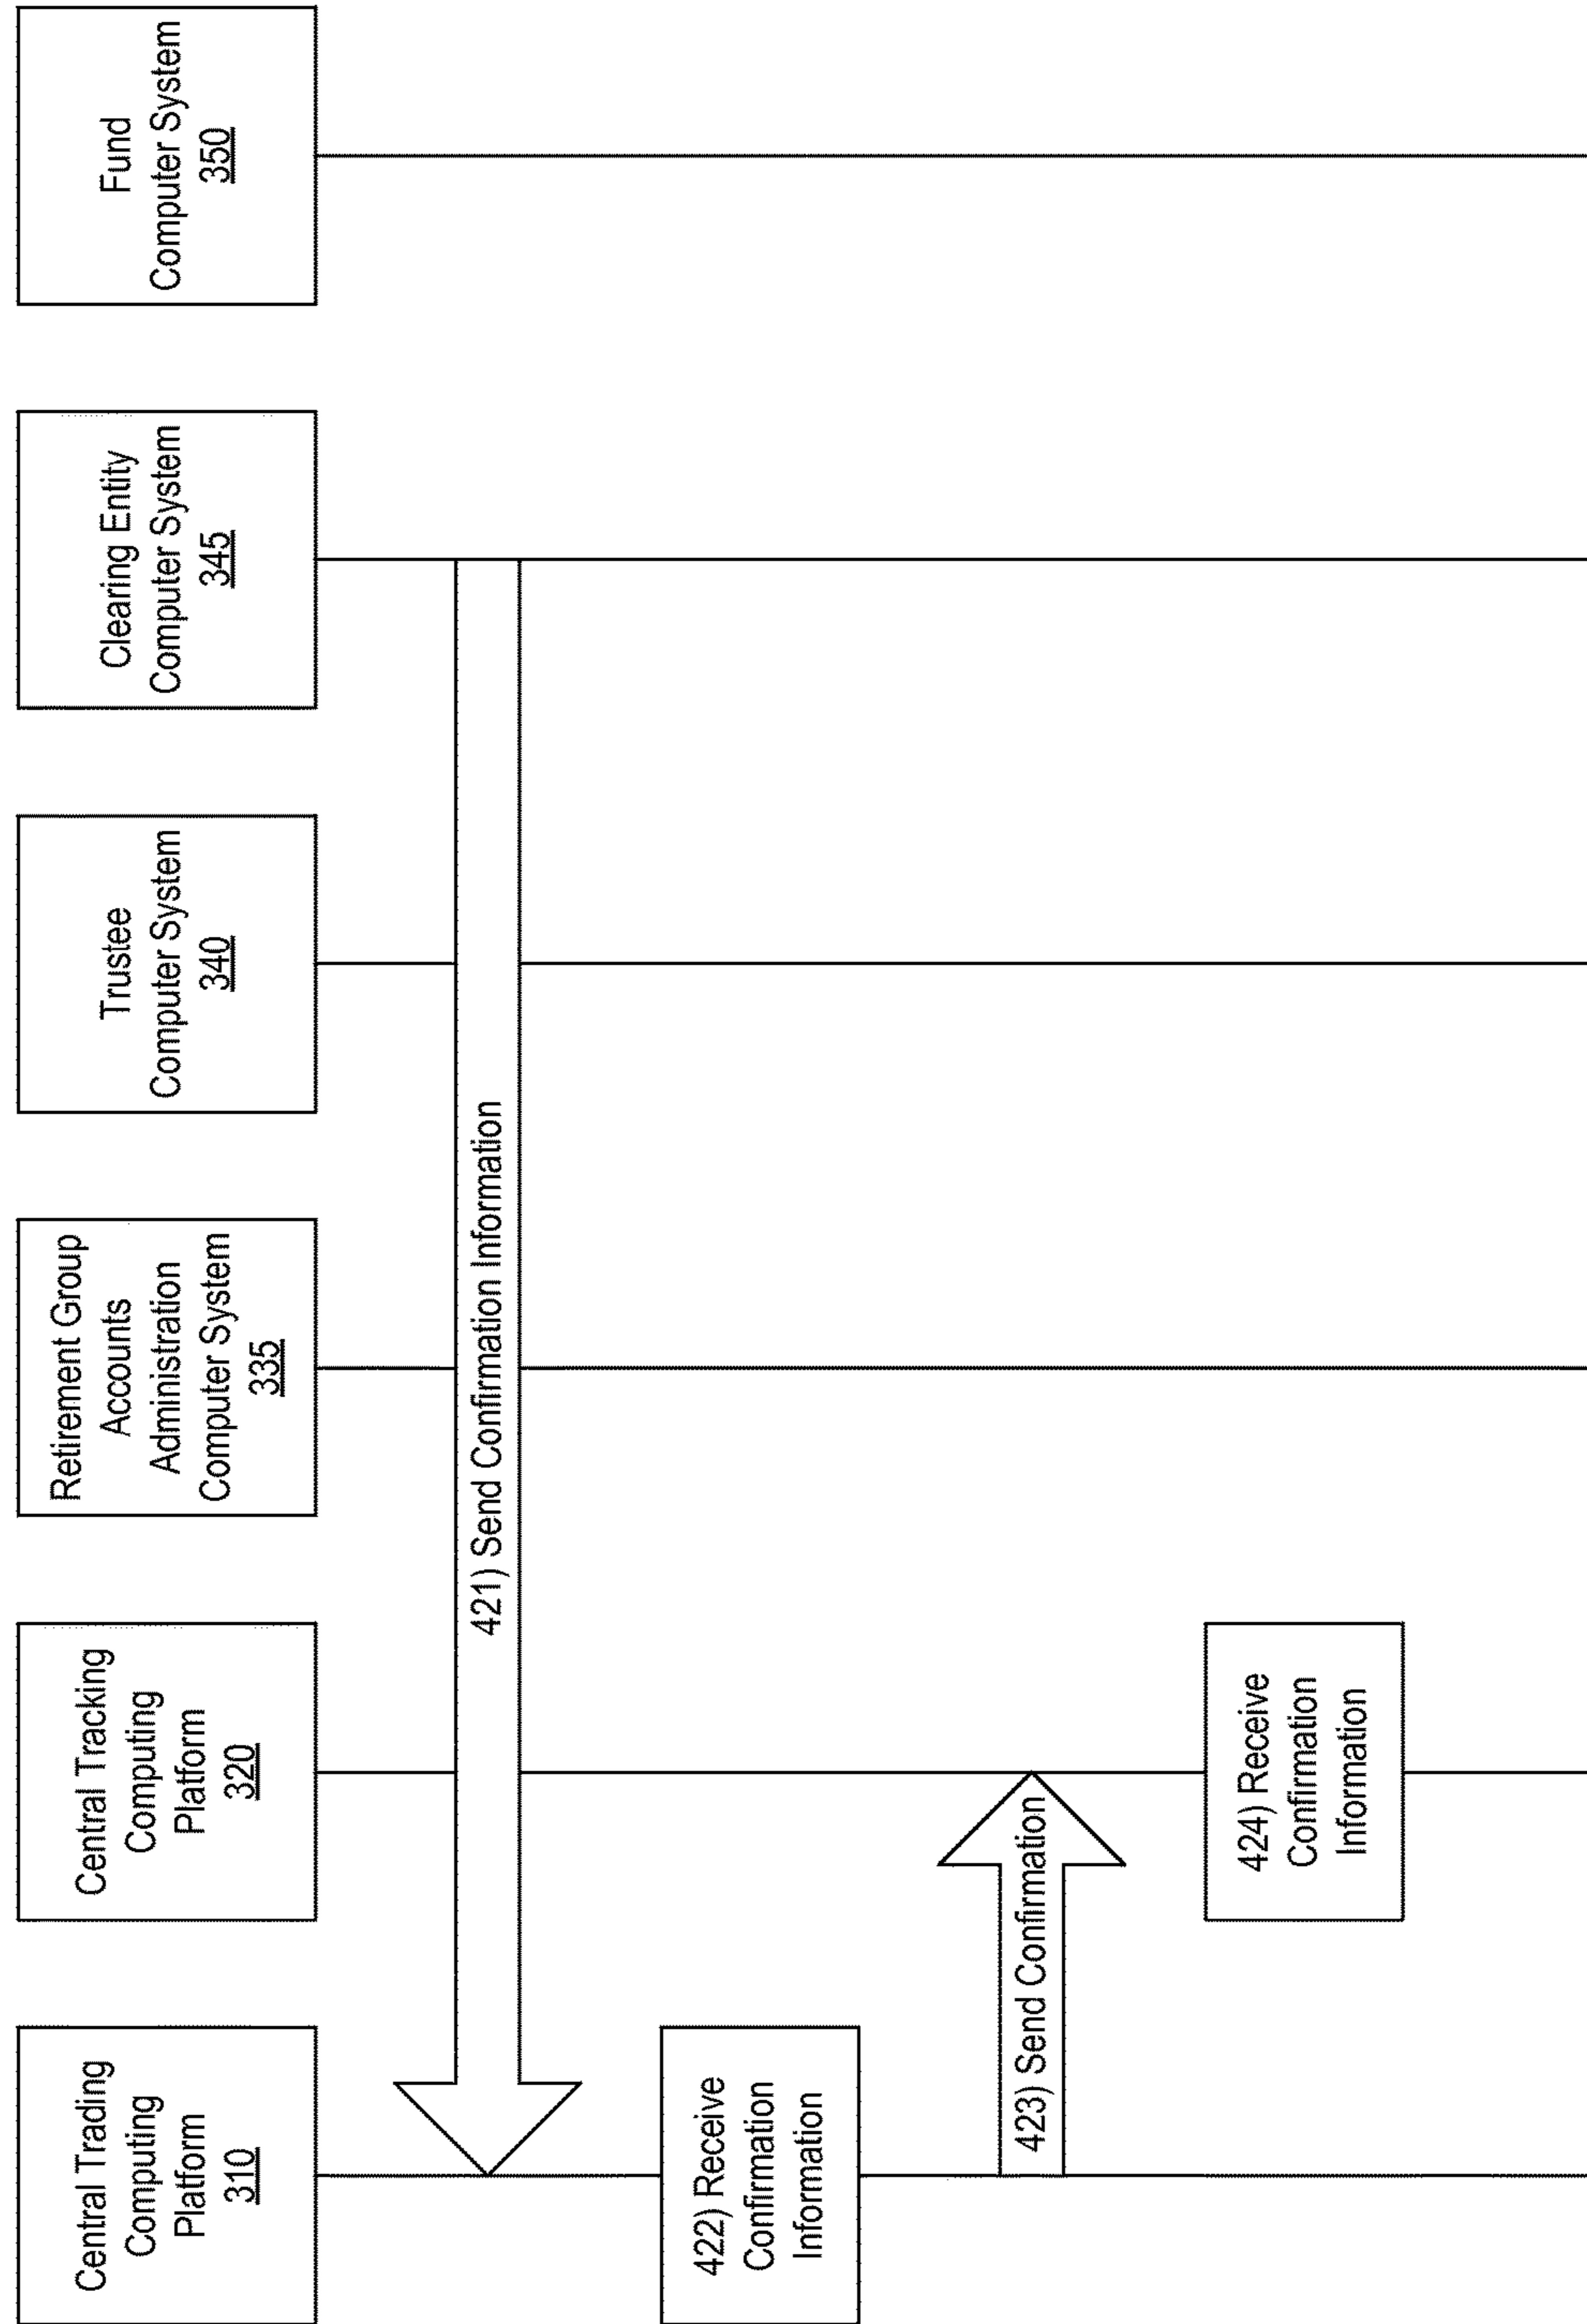 Central Trading
Computing
Platform
310
Central Tracking
Computing
Platform
320
Retirement Group
Accounts
Administration
Computer System
335
Trustee
Computer System
340
Clearing Entity
Computer System
345
Fund
Computer System
350
421) Send Confirmation Information
422) Receive
Confirmation
Information
423) Send Confirmation
424) Receive
Confirmation
Information